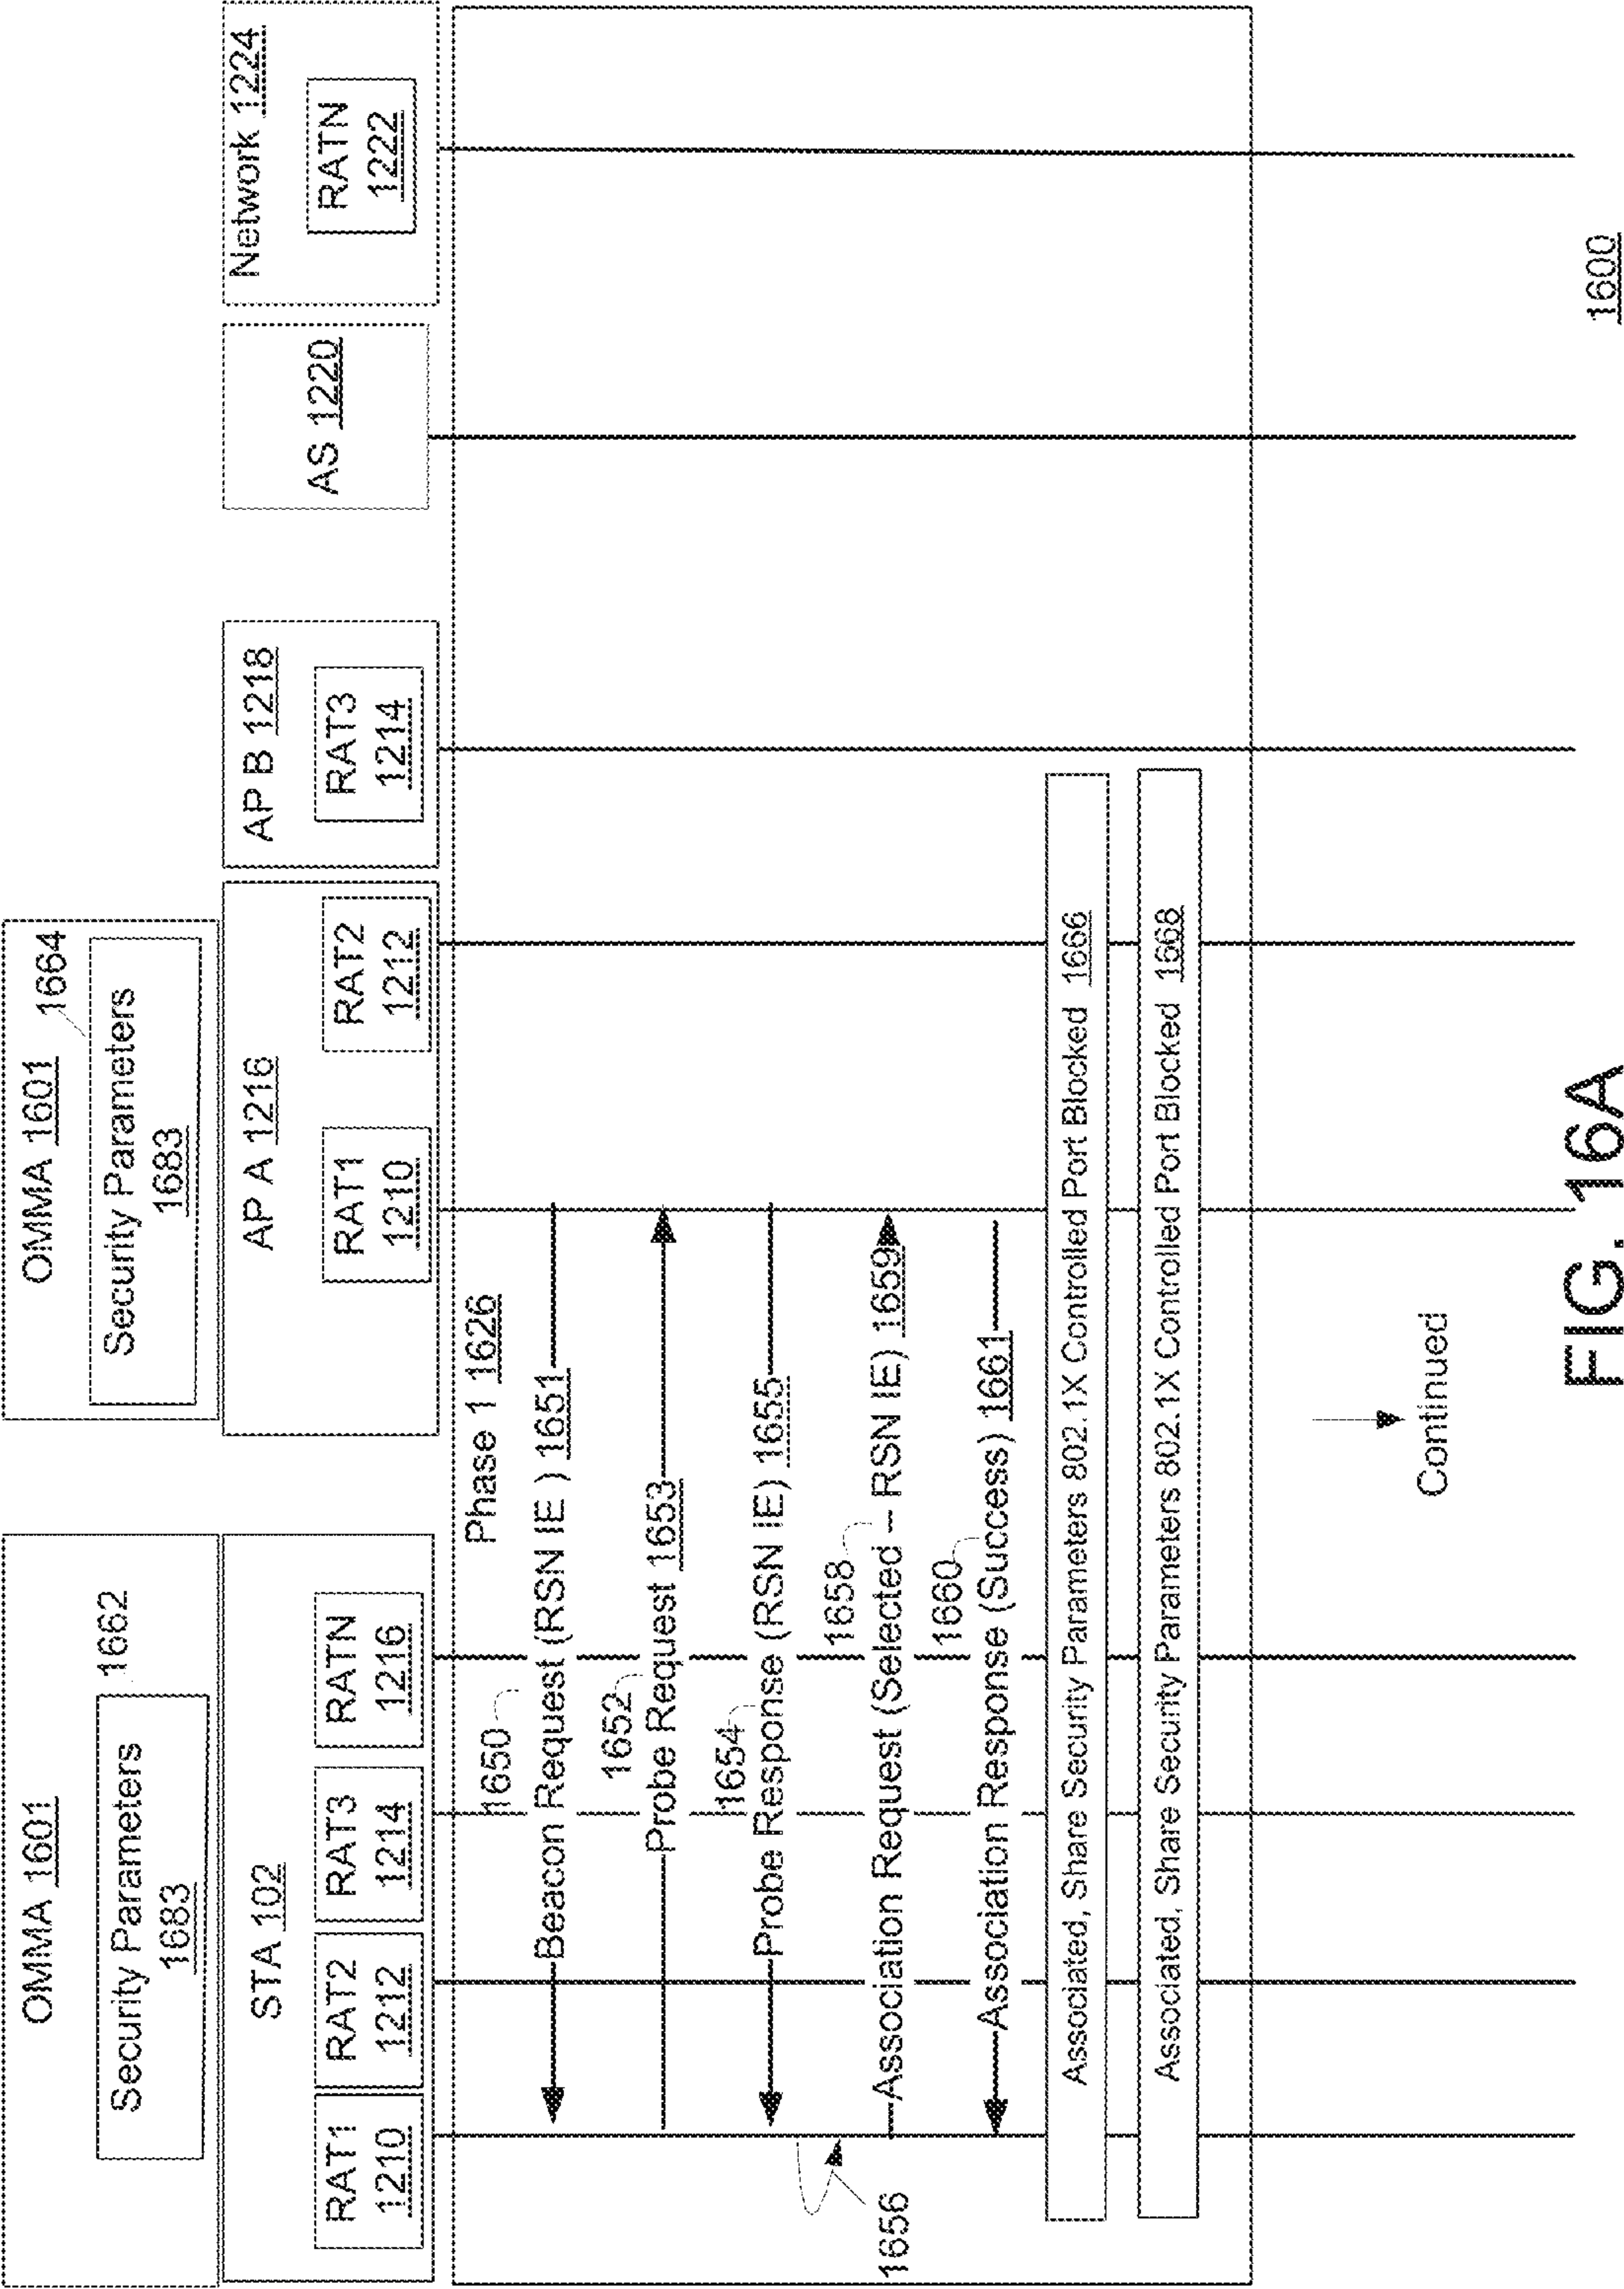 OMMA 1601
1662
Security Parameters
1683
OMMA 1601
1664
Security Parameters
1683
STA 102
RAT1
1210
RAT2
1212
RAT3
1214
RATN
1216
AP A 1216
RAT1
1210
RAT2
1212
AP B 1218
RAT3
1214
AS 1220
Network 1224
RATN
1222
Phase 1 1626
1650
Beacon Request (RSN IE ) 1651
1652
Probe Request 1653
1654
Probe Response (RSN IE) 1655
1656
1658
Association Request (Selected – RSN IE) 1659
1660
Association Response (Success) 1661
Associated, Share Security Parameters 802.1X Controlled Port Blocked 1666
Associated, Share Security Parameters 802.1X Controlled Port Blocked 1668
Continued
FIG. 16A
1600